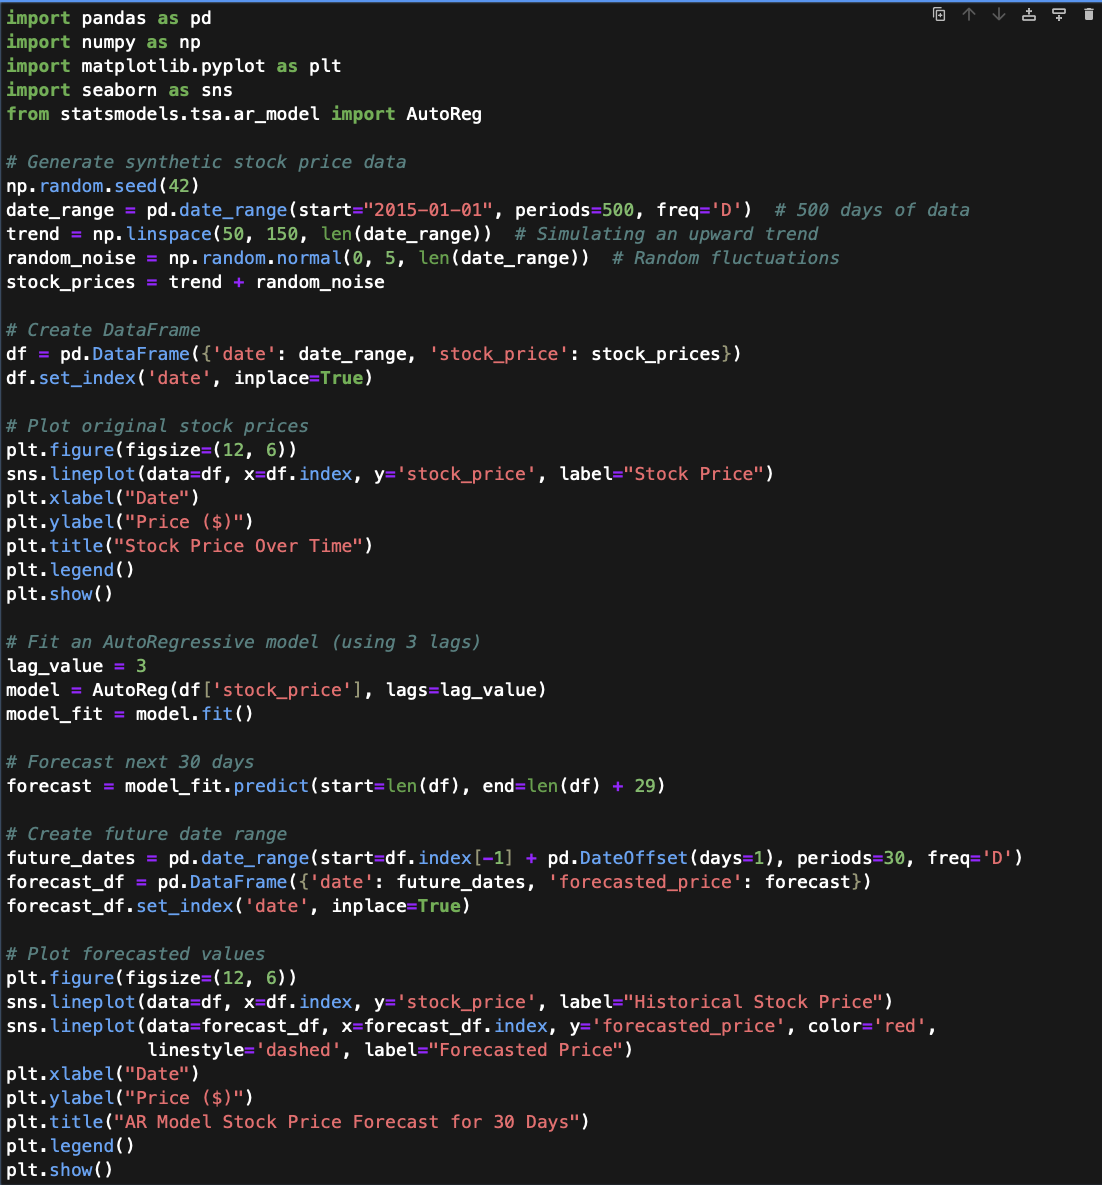 import pandas as pd
import numpy as np
import matplotlib.pyplot as plt
import seaborn as sns
from statsmodels.tsa.ar_model import AutoReg
# Generate synthetic stock price data
np.random.seed(42)
date_range = pd.date_range(start="2015-01-01", periods=500, freq='D')  # 500 days of data
trend = np.linspace(50, 150, len(date_range))  # Simulating an upward trend
random_noise = np.random.normal(0, 5, len(date_range))  # Random fluctuations
stock_prices = trend + random_noise
# Create DataFrame
df = pd.DataFrame({'date': date_range, 'stock_price': stock_prices})
df.set_index('date', inplace=True)
# Plot original stock prices
plt.figure(figsize=(12, 6))
sns.lineplot(data=df, x=df.index, y='stock_price', label="Stock Price")
plt.xlabel("Date")
plt.ylabel("Price ($)")
plt.title("Stock Price Over Time")
plt.legend()
plt.show()
# Fit an AutoRegressive model (using 3 lags)
lag_value = 3
model = AutoReg(df['stock_price'], lags=lag_value)
model_fit = model.fit()
# Forecast next 30 days
forecast = model_fit.predict(start=len(df), end=len(df) + 29)
# Create future date range
future_dates = pd.date_range(start=df.index[-1] + pd.DateOffset(days=1), periods=30, freq='D')
forecast_df = pd.DataFrame({'date': future_dates, 'forecasted_price': forecast})
forecast_df.set_index('date', inplace=True)
# Plot forecasted values
plt.figure(figsize=(12, 6))
sns.lineplot(data=df, x=df.index, y='stock_price', label="Historical Stock Price")
sns.lineplot(data=forecast_df, x=forecast_df.index, y='forecasted_price', color='red',
             linestyle='dashed', label="Forecasted Price")
plt.xlabel("Date")
plt.ylabel("Price ($)")
plt.title("AR Model Stock Price Forecast for 30 Days")
plt.legend()
plt.show()